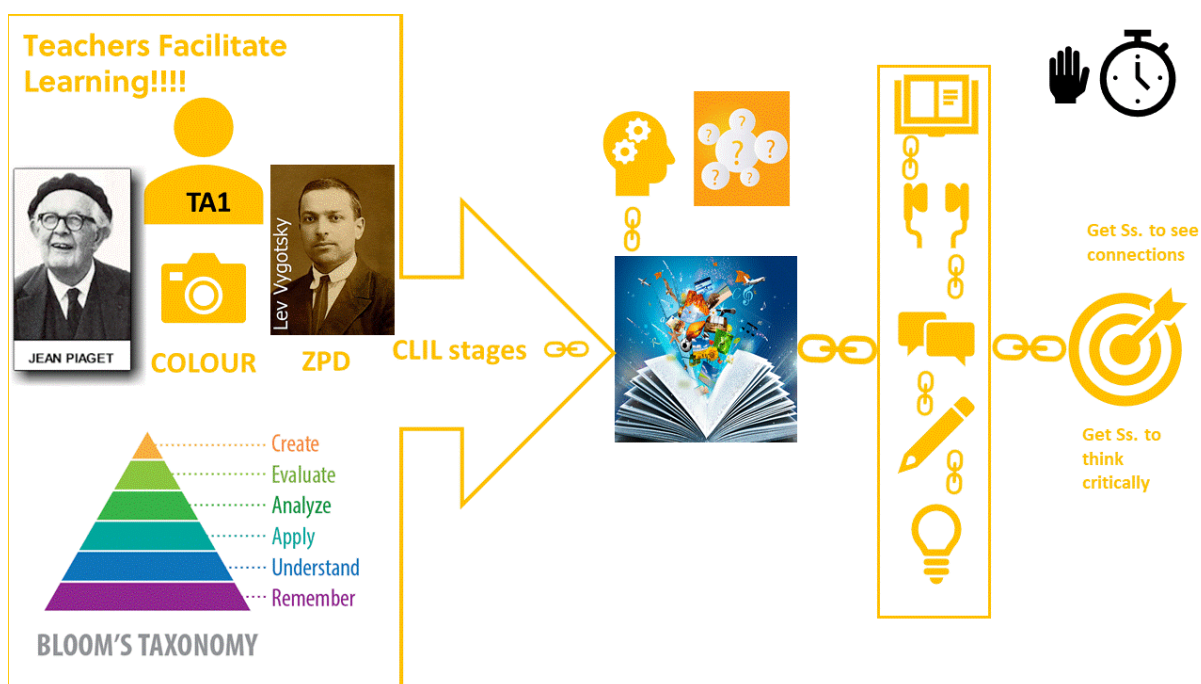 Teachers Facilitate
Learning!!!!
TA1
JEAN PIAGET
COLOUR
Lev Vygotsky
ZPD
CLIL stages
Create
Evaluate
Analyze
Apply
Understand
Remember
BLOOM'S TAXONOMY
? ? ? ? ? ?
Get Ss. to see
connections
Get Ss. to
think
critically